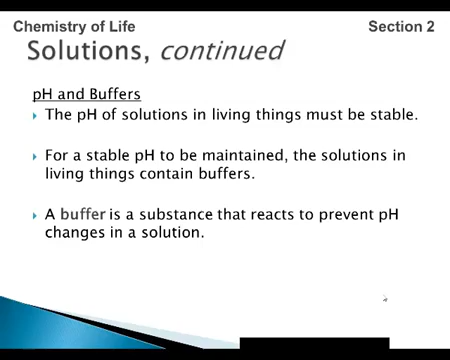 Chemistry of Life Section 2
Solutions, continued
pH and Buffers
The pH of solutions in living things must be stable.
For a stable pH to be maintained, the solutions in
living things contain buffers.
A buffer is a substance that reacts to prevent pH
changes in a solution.